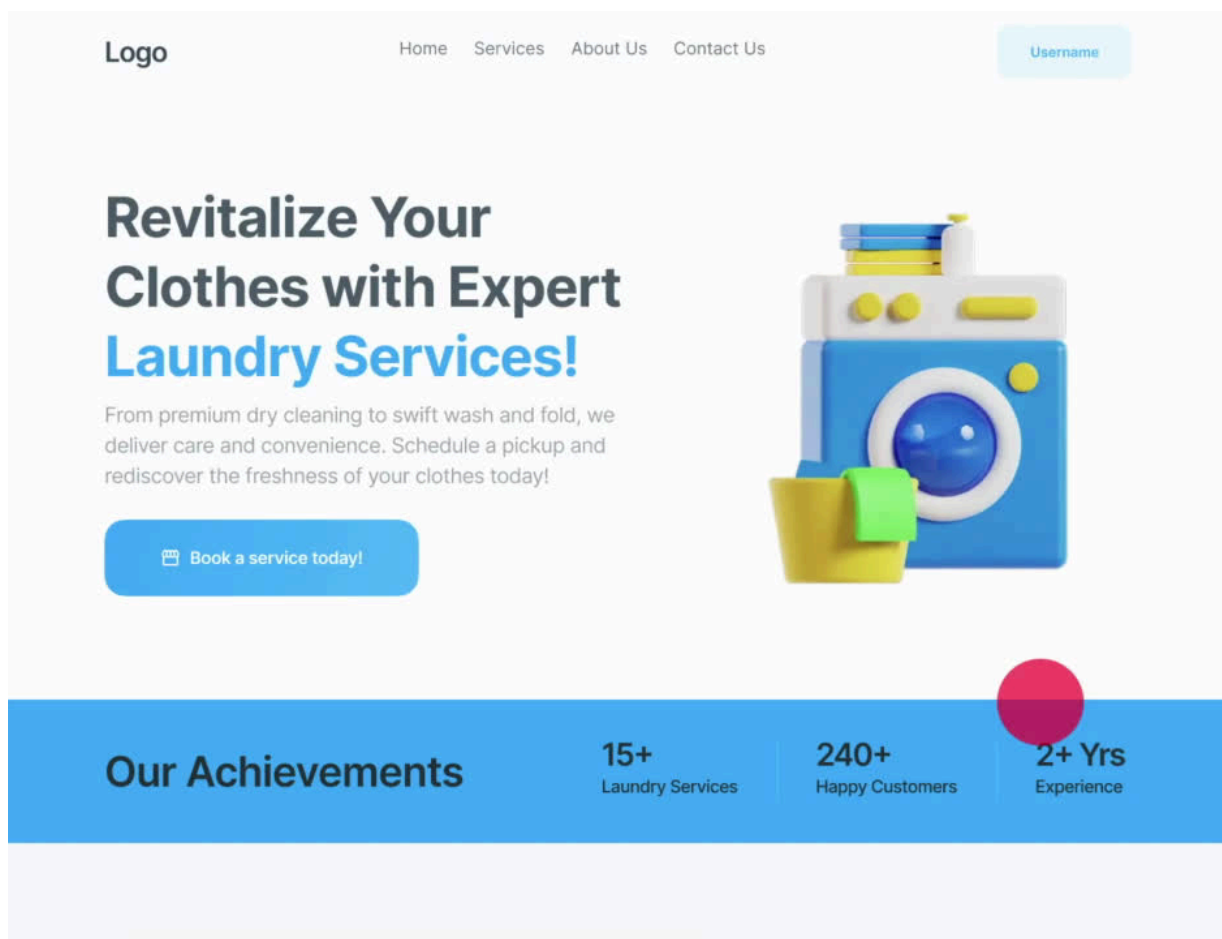 Logo
Home Services About Us Contact Us
Username
Revitalize Your
Clothes with Expert
Laundry Services!
From premium dry cleaning to swift wash and fold, we
deliver care and convenience. Schedule a pickup and
rediscover the freshness of your clothes today!
Book a service today!
Our Achievements
15+
Laundry Services
240+
Happy Customers
2+ Yrs
Experience